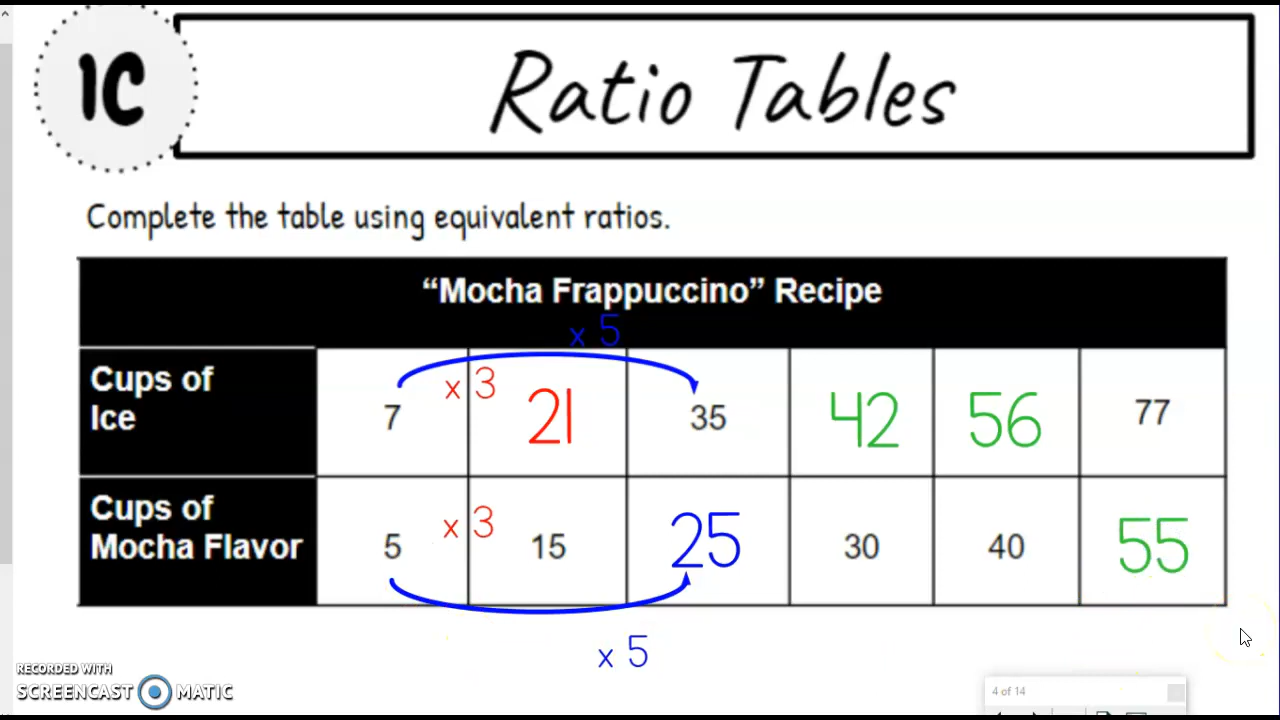 1C
Ratio Tables
Complete the table using equivalent ratios.
“Mocha Frappuccino” Recipe
x 5
Cups of
Ice
7
x 3
21
35
42
56
77
Cups of
Mocha Flavor
5
x 3
15
25
30
40
55
x 5
RECORDED WITH
SCREENCAST MATIC
4 of 14